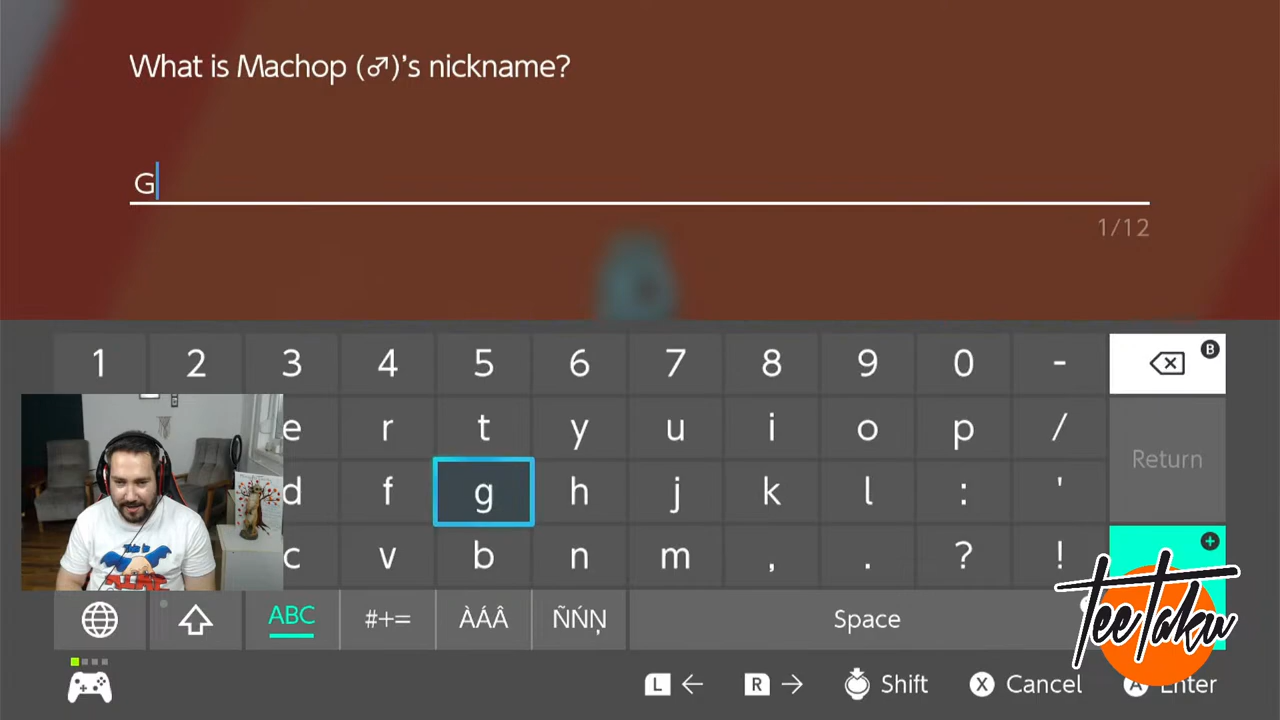 What is Machop (♂)'s nickname?
G
1/12
1 2 3 4 5 6 7 8 9 0 - B
e r t y u i o p /
Return
d f g h j k l : '
c v b n m , . ? ! +
ABC #+= ÀÁÂ ÑŃŅ Space
TeeTaku
L ← R → Shift X Cancel A Enter